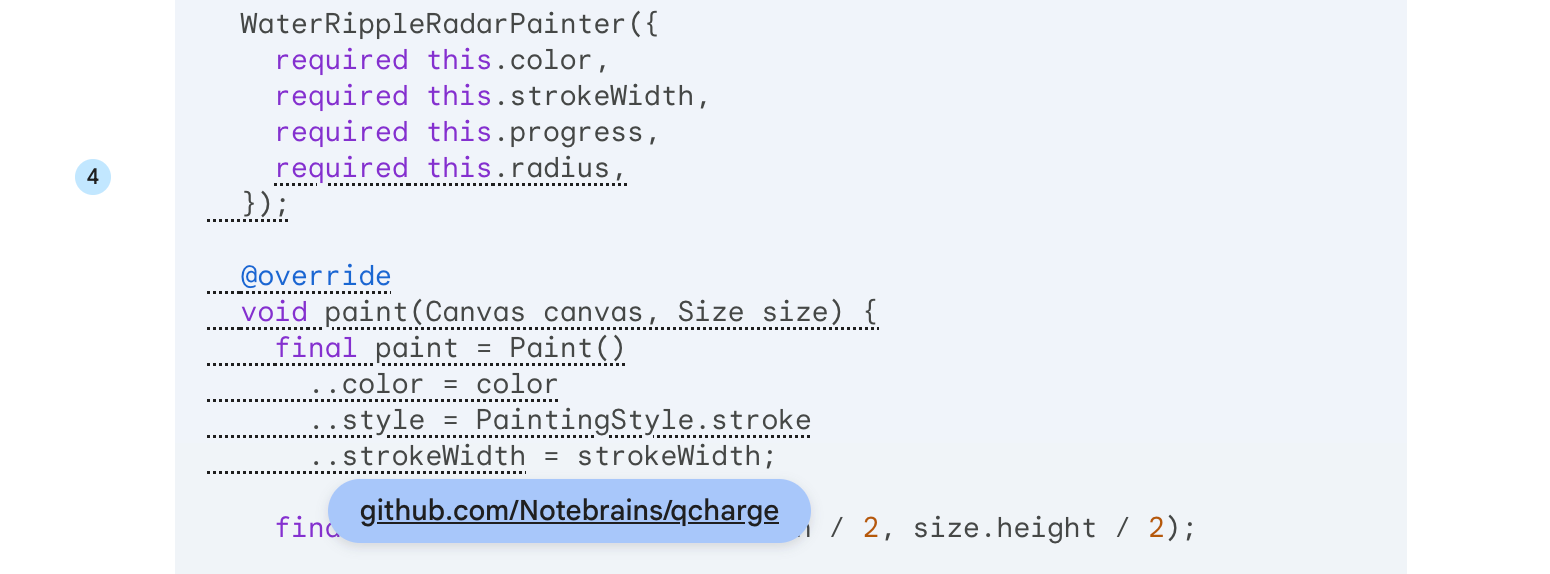 WaterRippleRadarPainter({
required this.color,
required this.strokeWidth,
required this.progress,
required this.radius,
4
});
@override
void paint(Canvas canvas, Size size) {
final paint = Paint()
..color = color
..style = PaintingStyle.stroke
..strokeWidth = strokeWidth;
github.com/Notebrains/qcharge
/ 2, size.height / 2);